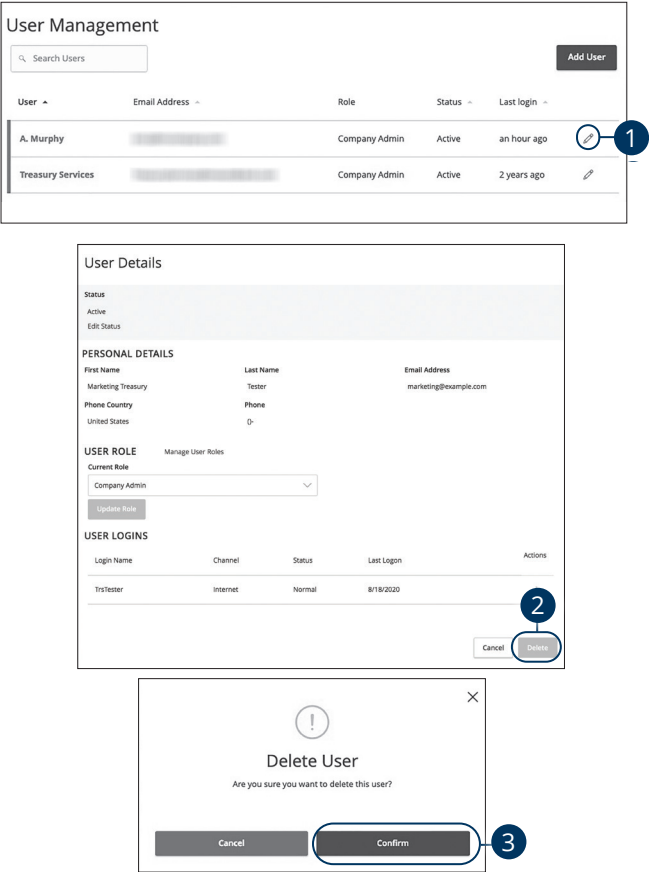 User Management
Search Users
Add User
User Email Address Role Status Last login
A. Murphy Company Admin Active an hour ago
1
Treasury Services Company Admin Active 2 years ago
User Details
Status
Active
Edit Status
PERSONAL DETAILS
First Name Last Name Email Address
Marketing Treasury Tester marketing@example.com
Phone Country Phone
United States ()-
USER ROLE Manage User Roles
Current Role
Company Admin
Update Role
USER LOGINS
Login Name Channel Status Last Logon Actions
TrsTester Internet Normal 8/18/2020
2
Cancel Delete
Delete User
Are you sure you want to delete this user?
Cancel Confirm
3